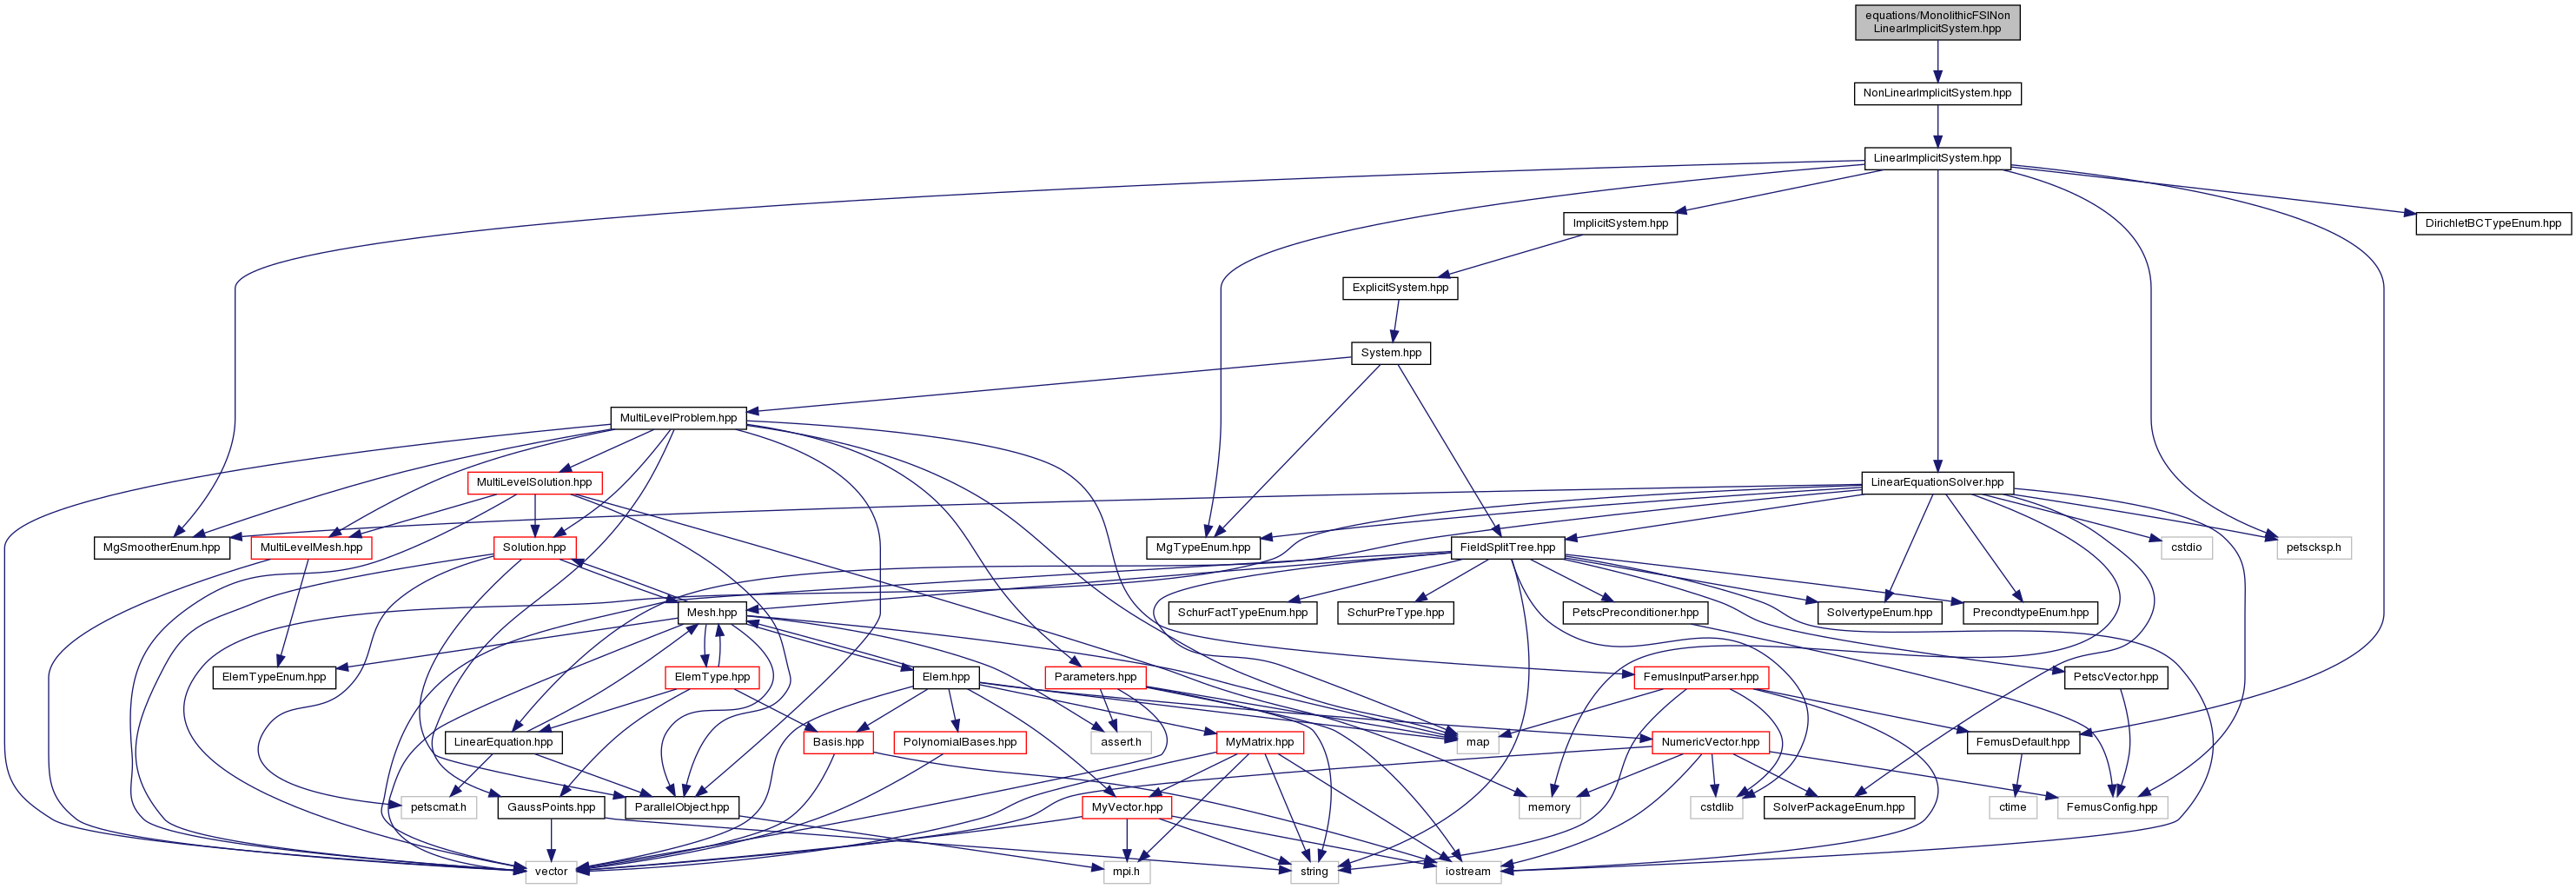 equations/MonolithicFSINon
LinearImplicitSystem.hpp
NonLinearImplicitSystem.hpp
LinearImplicitSystem.hpp
ImplicitSystem.hpp
DirichletBCTypeEnum.hpp
ExplicitSystem.hpp
System.hpp
MultiLevelProblem.hpp
MultiLevelSolution.hpp
LinearEquationSolver.hpp
MgSmootherEnum.hpp
MultiLevelMesh.hpp
Solution.hpp
MgTypeEnum.hpp
FieldSplitTree.hpp
cstdio
petscksp.h
Mesh.hpp
SchurFactTypeEnum.hpp
SchurPreType.hpp
PetscPreconditioner.hpp
SolvertypeEnum.hpp
PrecondtypeEnum.hpp
ElemTypeEnum.hpp
ElemType.hpp
Elem.hpp
Parameters.hpp
FemusInputParser.hpp
PetscVector.hpp
LinearEquation.hpp
Basis.hpp
PolynomialBases.hpp
assert.h
MyMatrix.hpp
map
NumericVector.hpp
FemusDefault.hpp
petscmat.h
GaussPoints.hpp
ParallelObject.hpp
MyVector.hpp
memory
cstdlib
SolverPackageEnum.hpp
ctime
FemusConfig.hpp
vector
mpi.h
string
iostream